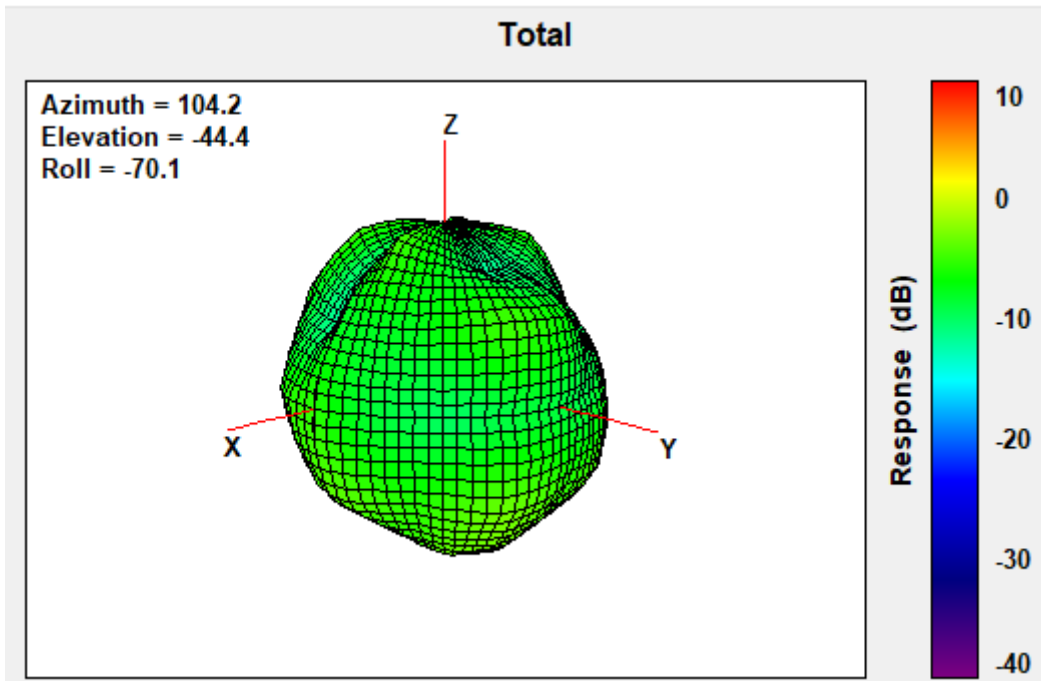 Total
Azimuth = 104.2
Elevation = -44.4
Roll = -70.1
Z
X
Y
10
0
-10
-20
-30
-40
Response (dB)